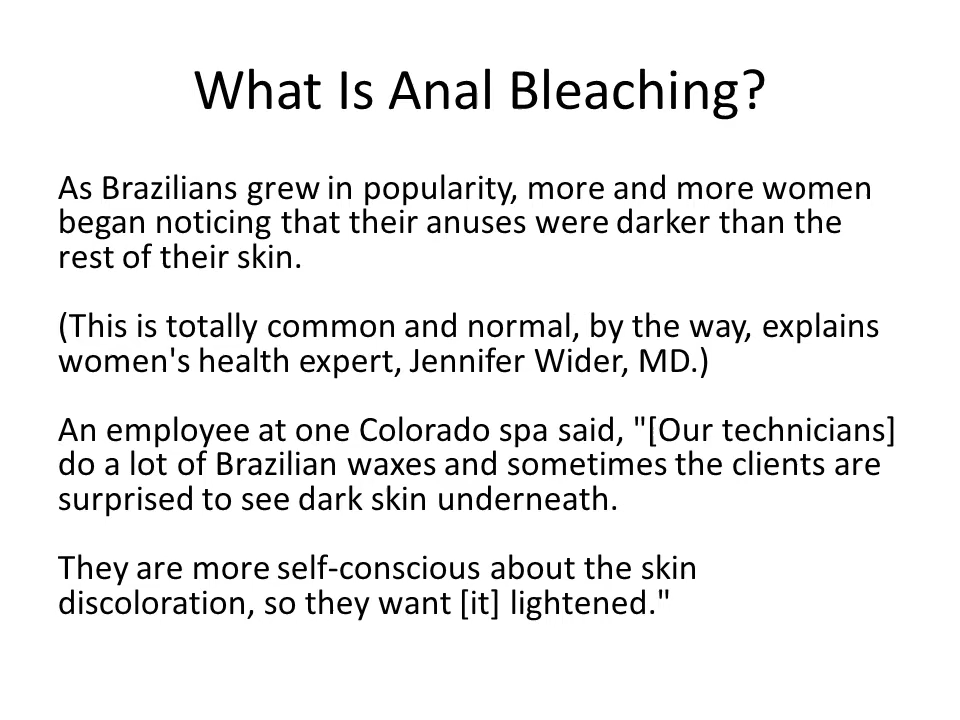 What Is Anal Bleaching?
As Brazilians grew in popularity, more and more women
began noticing that their anuses were darker than the
rest of their skin.
(This is totally common and normal, by the way, explains
women's health expert, Jennifer Wider, MD.)
An employee at one Colorado spa said, "[Our technicians]
do a lot of Brazilian waxes and sometimes the clients are
surprised to see dark skin underneath.
They are more self-conscious about the skin
discoloration, so they want [it] lightened."